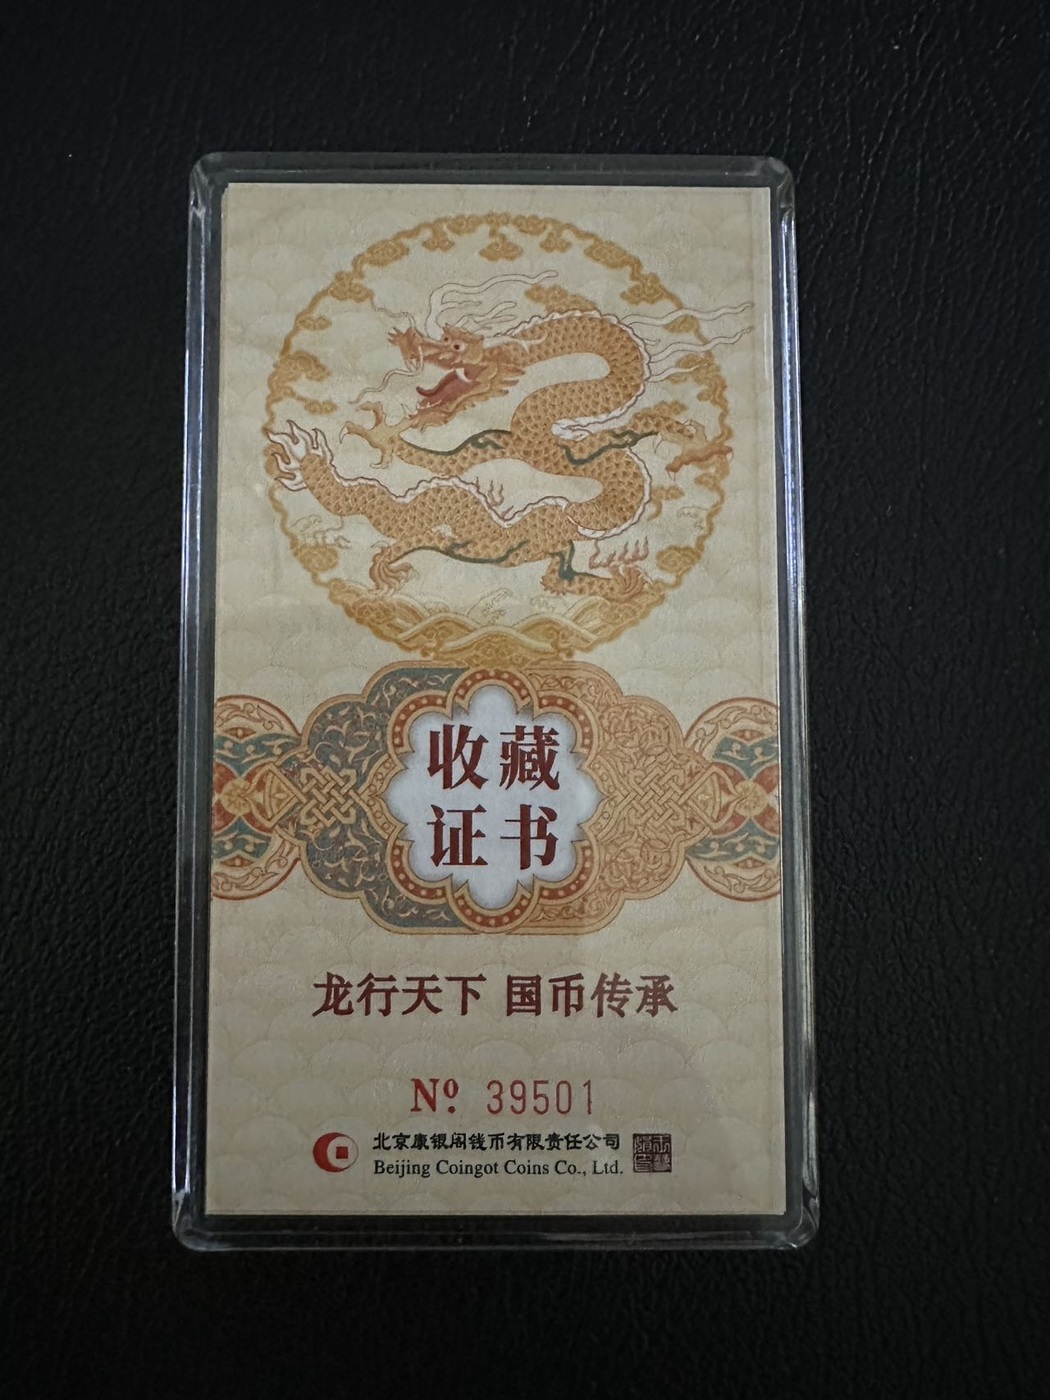 收藏
证书
龙行天下 国币传承
Nº. 39501
北京康银阁钱币有限责任公司
Beijing Coingot Coins Co., Ltd.